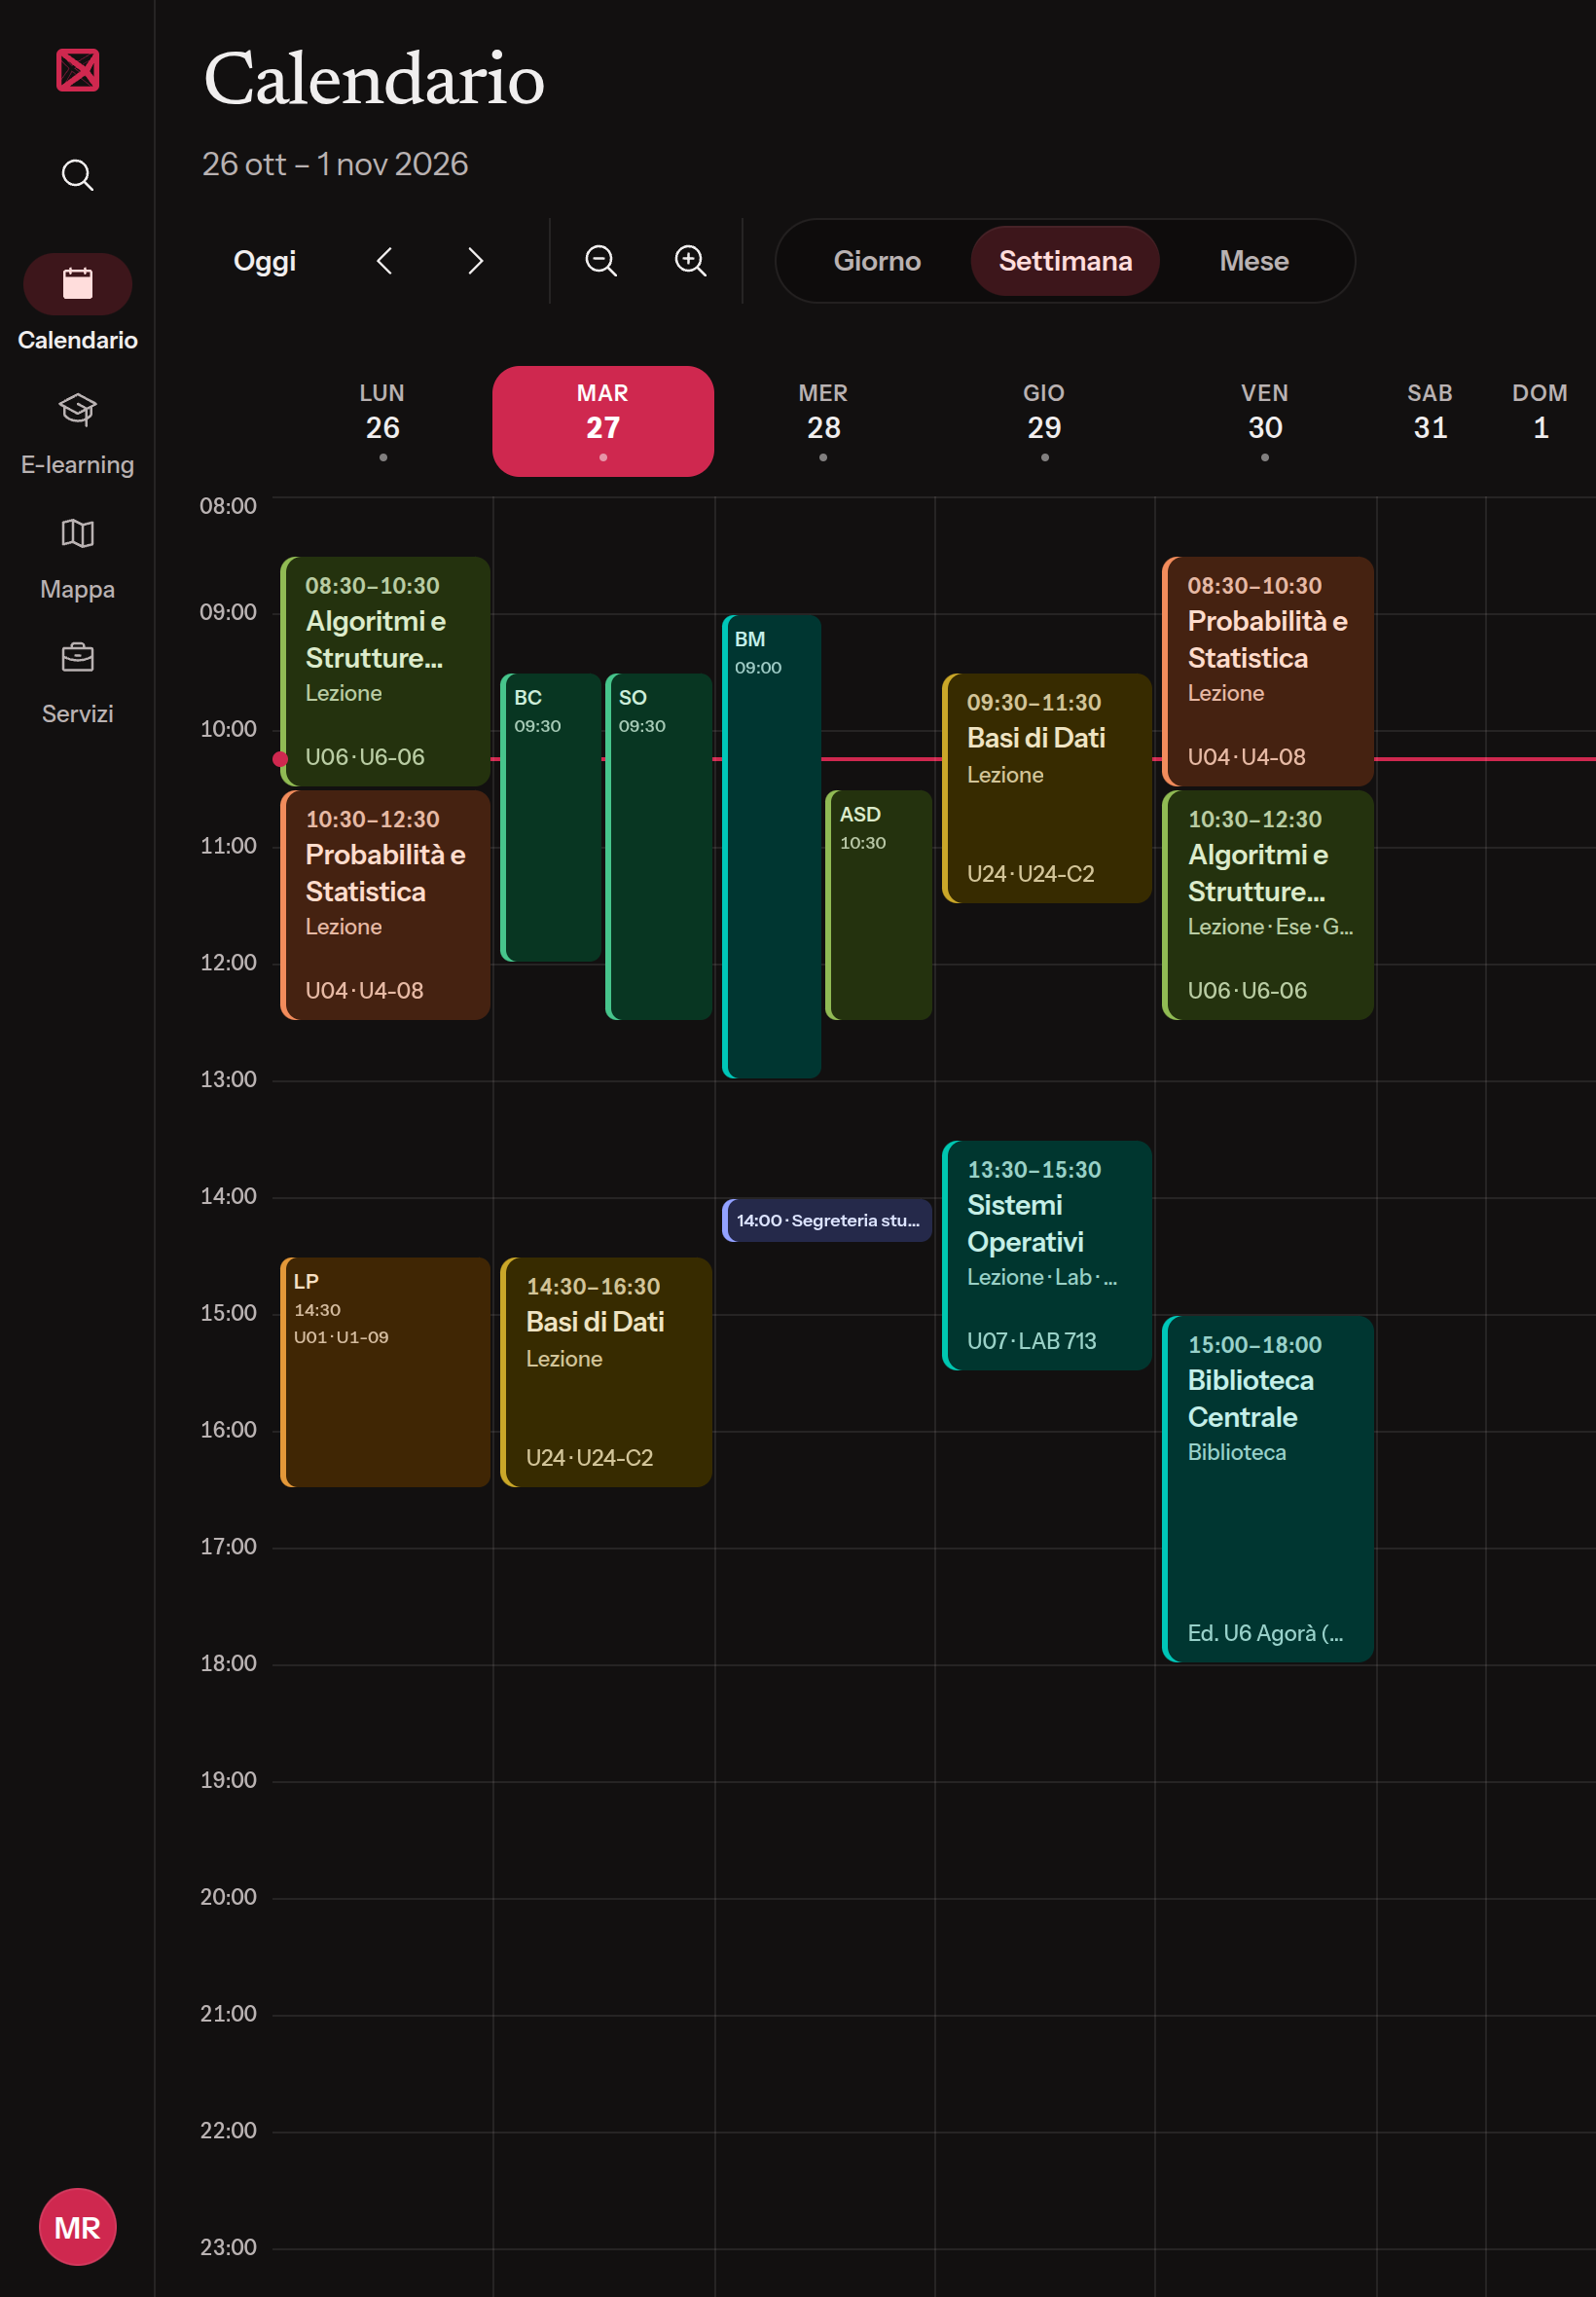 Calendario
26 ott – 1 nov 2026
Oggi
Giorno
Settimana
Mese
Calendario
E-learning
Mappa
Servizi
MR
LUN
26
MAR
27
MER
28
GIO
29
VEN
30
SAB
31
DOM
1
08:00
09:00
10:00
11:00
12:00
13:00
14:00
15:00
16:00
17:00
18:00
19:00
20:00
21:00
22:00
23:00
08:30–10:30
Algoritmi e
Strutture...
Lezione
U06·U6-06
10:30–12:30
Probabilità e
Statistica
Lezione
U04·U4-08
LP
14:30
U01·U1-09
BC
09:30
SO
09:30
14:30–16:30
Basi di Dati
Lezione
U24·U24-C2
BM
09:00
ASD
10:30
14:00·Segreteria stu...
09:30–11:30
Basi di Dati
Lezione
U24·U24-C2
13:30–15:30
Sistemi
Operativi
Lezione·Lab·...
U07·LAB 713
08:30–10:30
Probabilità e
Statistica
Lezione
U04·U4-08
10:30–12:30
Algoritmi e
Strutture...
Lezione·Ese·G...
U06·U6-06
15:00–18:00
Biblioteca
Centrale
Biblioteca
Ed. U6 Agorà (...